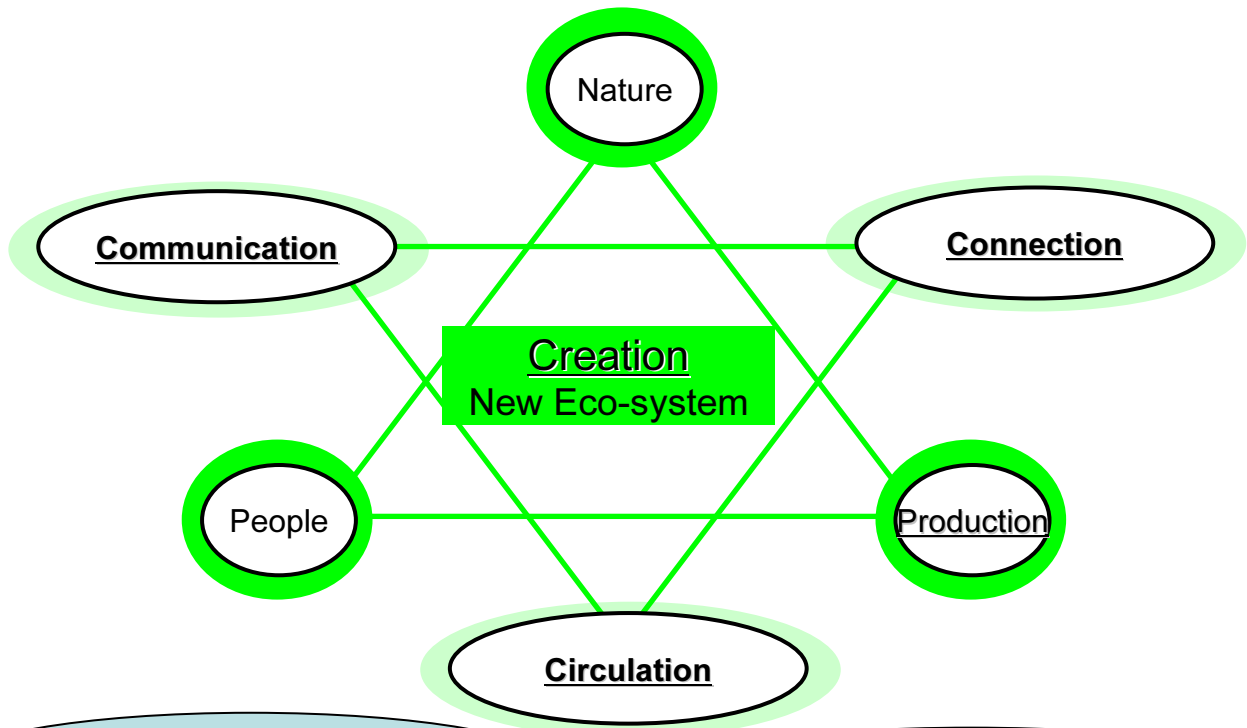 Nature
Communication
Connection
Creation
New Eco-system
People
Production
Circulation